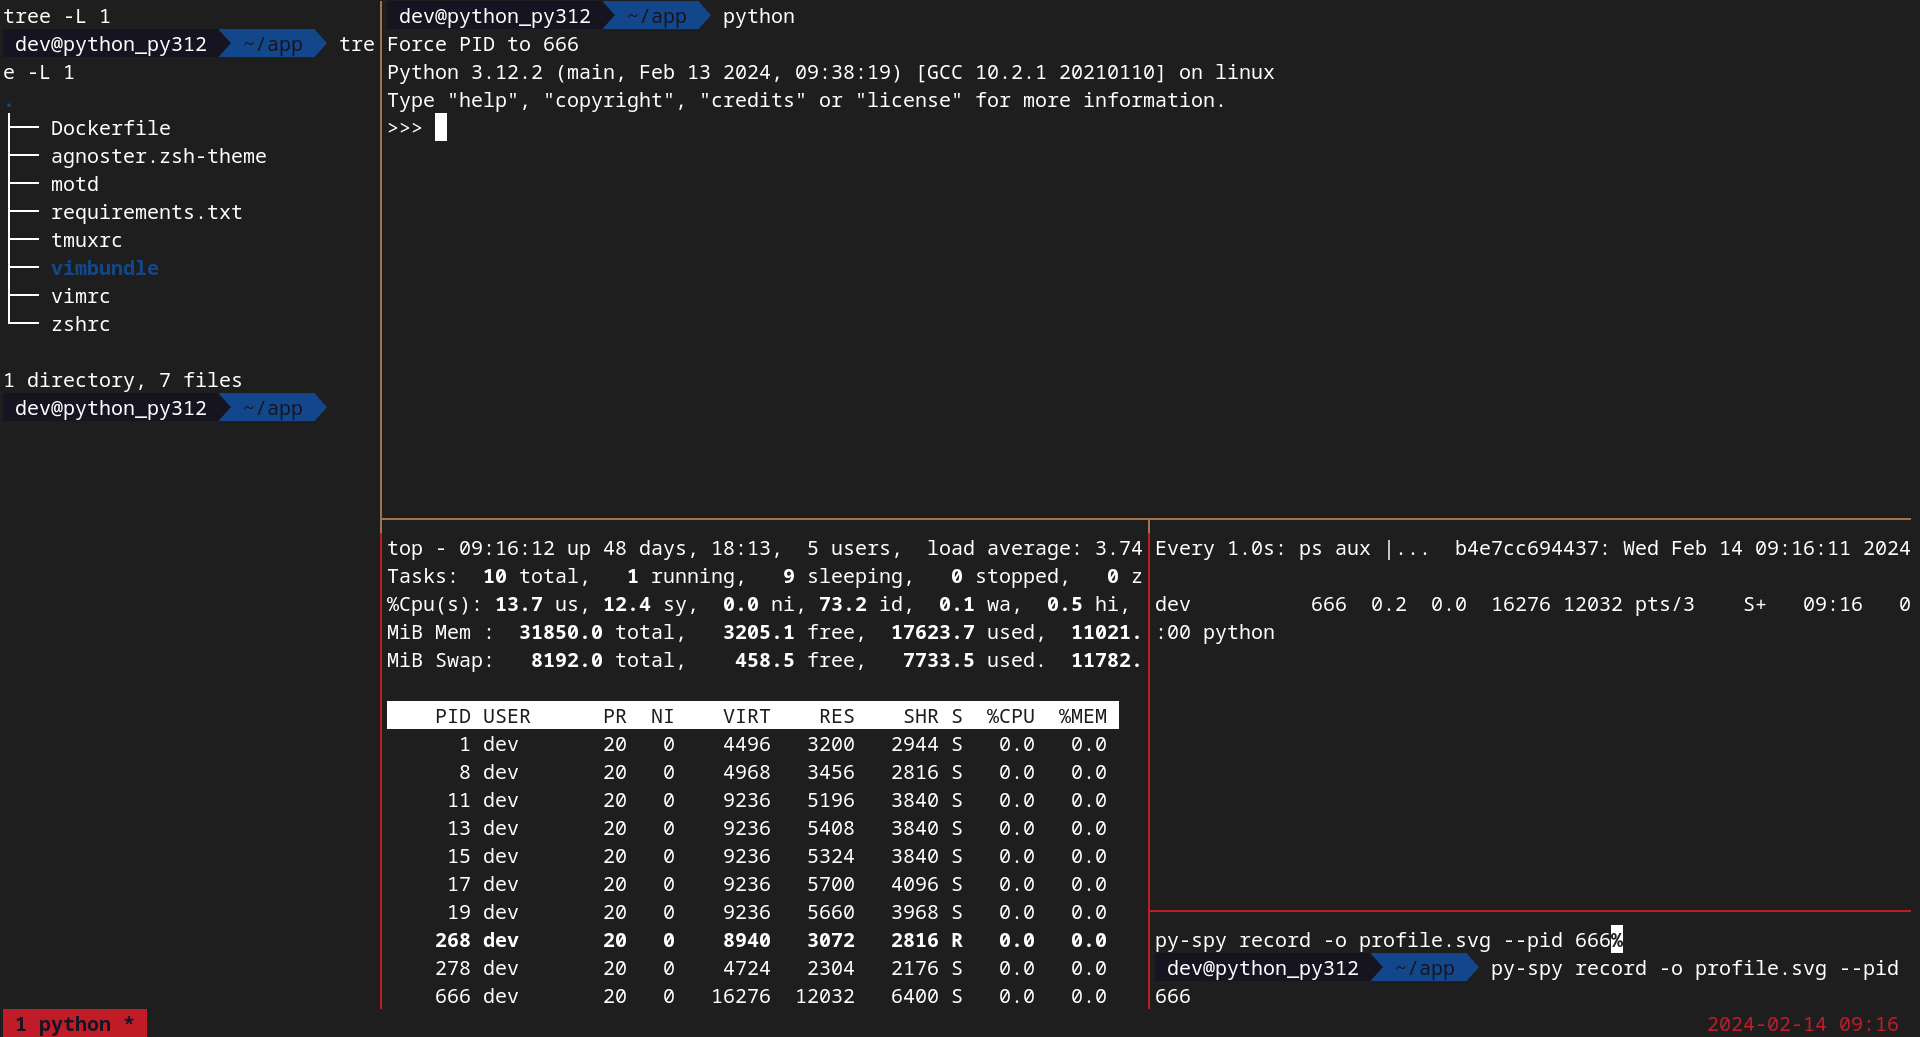 tree -L 1
dev@python_py312 ~/app tre
e -L 1
.
├── Dockerfile
├── agnoster.zsh-theme
├── motd
├── requirements.txt
├── tmuxrc
├── vimbundle
├── vimrc
└── zshrc
1 directory, 7 files
dev@python_py312 ~/app
dev@python_py312 ~/app python
Force PID to 666
Python 3.12.2 (main, Feb 13 2024, 09:38:19) [GCC 10.2.1 20210110] on linux
Type "help", "copyright", "credits" or "license" for more information.
>>>
top - 09:16:12 up 48 days, 18:13,  5 users,  load average: 3.74
Tasks:  10 total,   1 running,   9 sleeping,   0 stopped,   0 z
%Cpu(s): 13.7 us, 12.4 sy,  0.0 ni, 73.2 id,  0.1 wa,  0.5 hi,
MiB Mem :  31850.0 total,   3205.1 free,  17623.7 used,  11021.
MiB Swap:   8192.0 total,    458.5 free,   7733.5 used.  11782.
PID USER      PR  NI    VIRT    RES    SHR S  %CPU  %MEM
1 dev       20   0    4496   3200   2944 S   0.0   0.0
8 dev       20   0    4968   3456   2816 S   0.0   0.0
11 dev       20   0    9236   5196   3840 S   0.0   0.0
13 dev       20   0    9236   5408   3840 S   0.0   0.0
15 dev       20   0    9236   5324   3840 S   0.0   0.0
17 dev       20   0    9236   5700   4096 S   0.0   0.0
19 dev       20   0    9236   5660   3968 S   0.0   0.0
268 dev       20   0    8940   3072   2816 R   0.0   0.0
278 dev       20   0    4724   2304   2176 S   0.0   0.0
666 dev       20   0   16276  12032   6400 S   0.0   0.0
Every 1.0s: ps aux |...  b4e7cc694437: Wed Feb 14 09:16:11 2024
dev          666  0.2  0.0  16276 12032 pts/3    S+   09:16   0
:00 python
py-spy record -o profile.svg --pid 666%
dev@python_py312 ~/app py-spy record -o profile.svg --pid
666
1 python *
2024-02-14 09:16